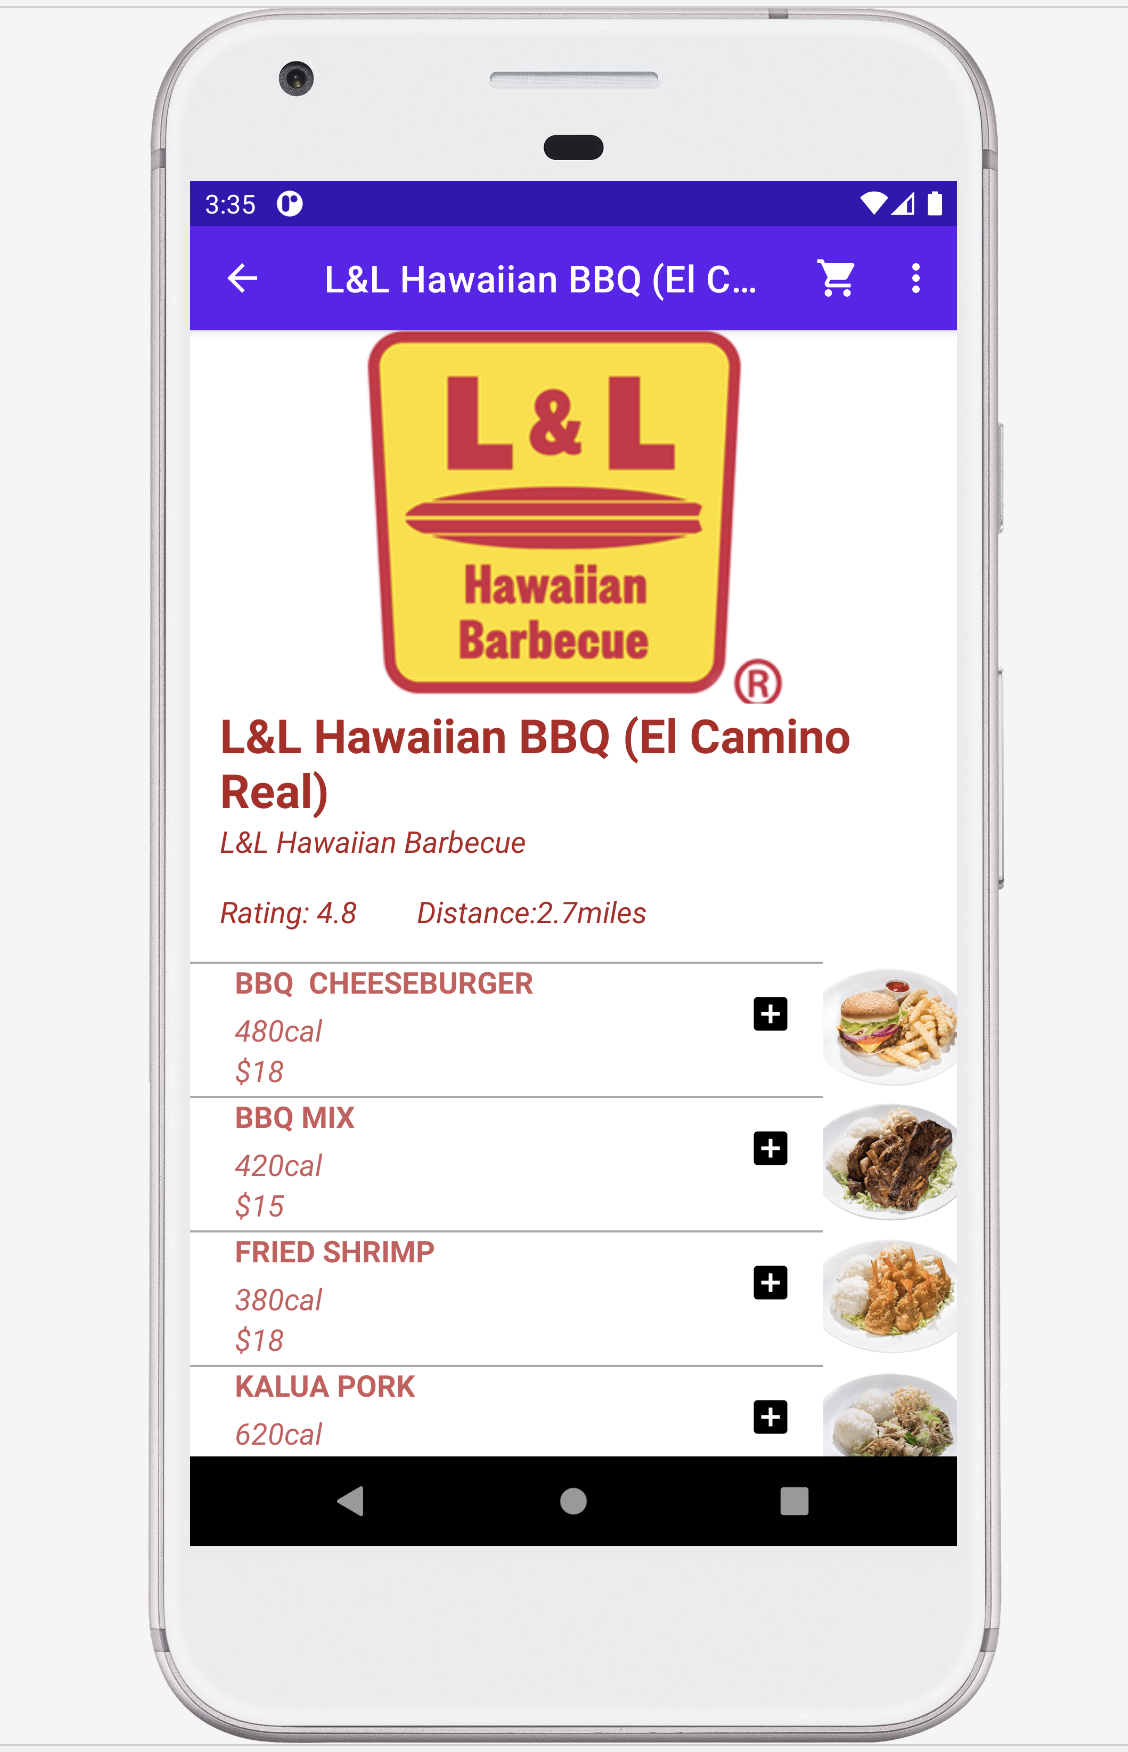 3:35
L&L Hawaiian BBQ (El C...
L & L
Hawaiian
Barbecue
®
L&L Hawaiian BBQ (El Camino
Real)
L&L Hawaiian Barbecue
Rating: 4.8 Distance:2.7miles
BBQ  CHEESEBURGER
480cal
$18
BBQ MIX
420cal
$15
FRIED SHRIMP
380cal
$18
KALUA PORK
620cal